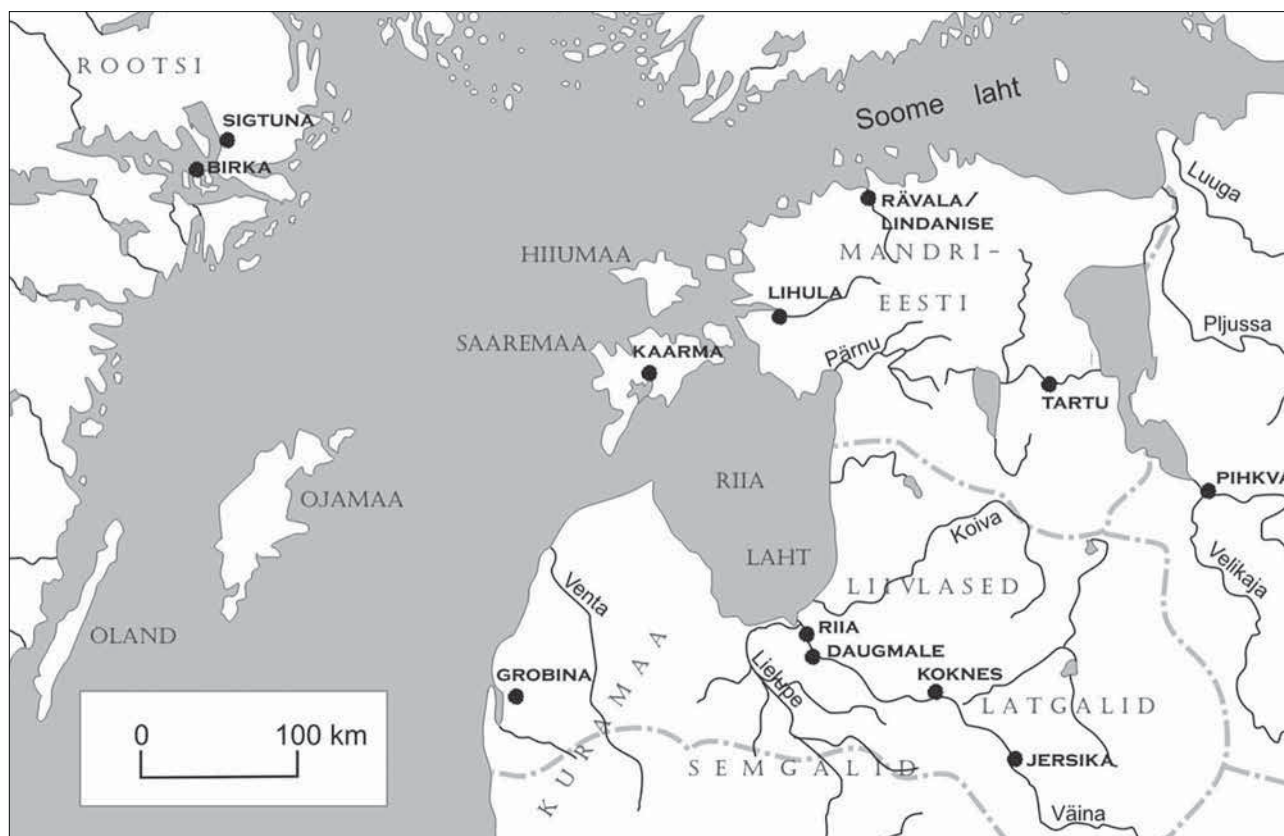 ROOTSI
SIGTUNA
BIRKA
Soome laht
Luuga
RÄVALA/
LINDANISE
MANDRI-
EESTI
HIIUMAA
LIHULA
Pljussa
SAAREMAA
KAARMA
Pärnu
TARTU
OJAMAA
RIIA
LAHT
PIHKVA
Koiva
Velikaja
LIIVLASED
Venta
OLAND
RIIA
DAUGMALE
Lielupe
KOKNES
GROBINA
KURAMAA
LATGALID
SEMGALID
JERSIKA
Väina
0 100 km